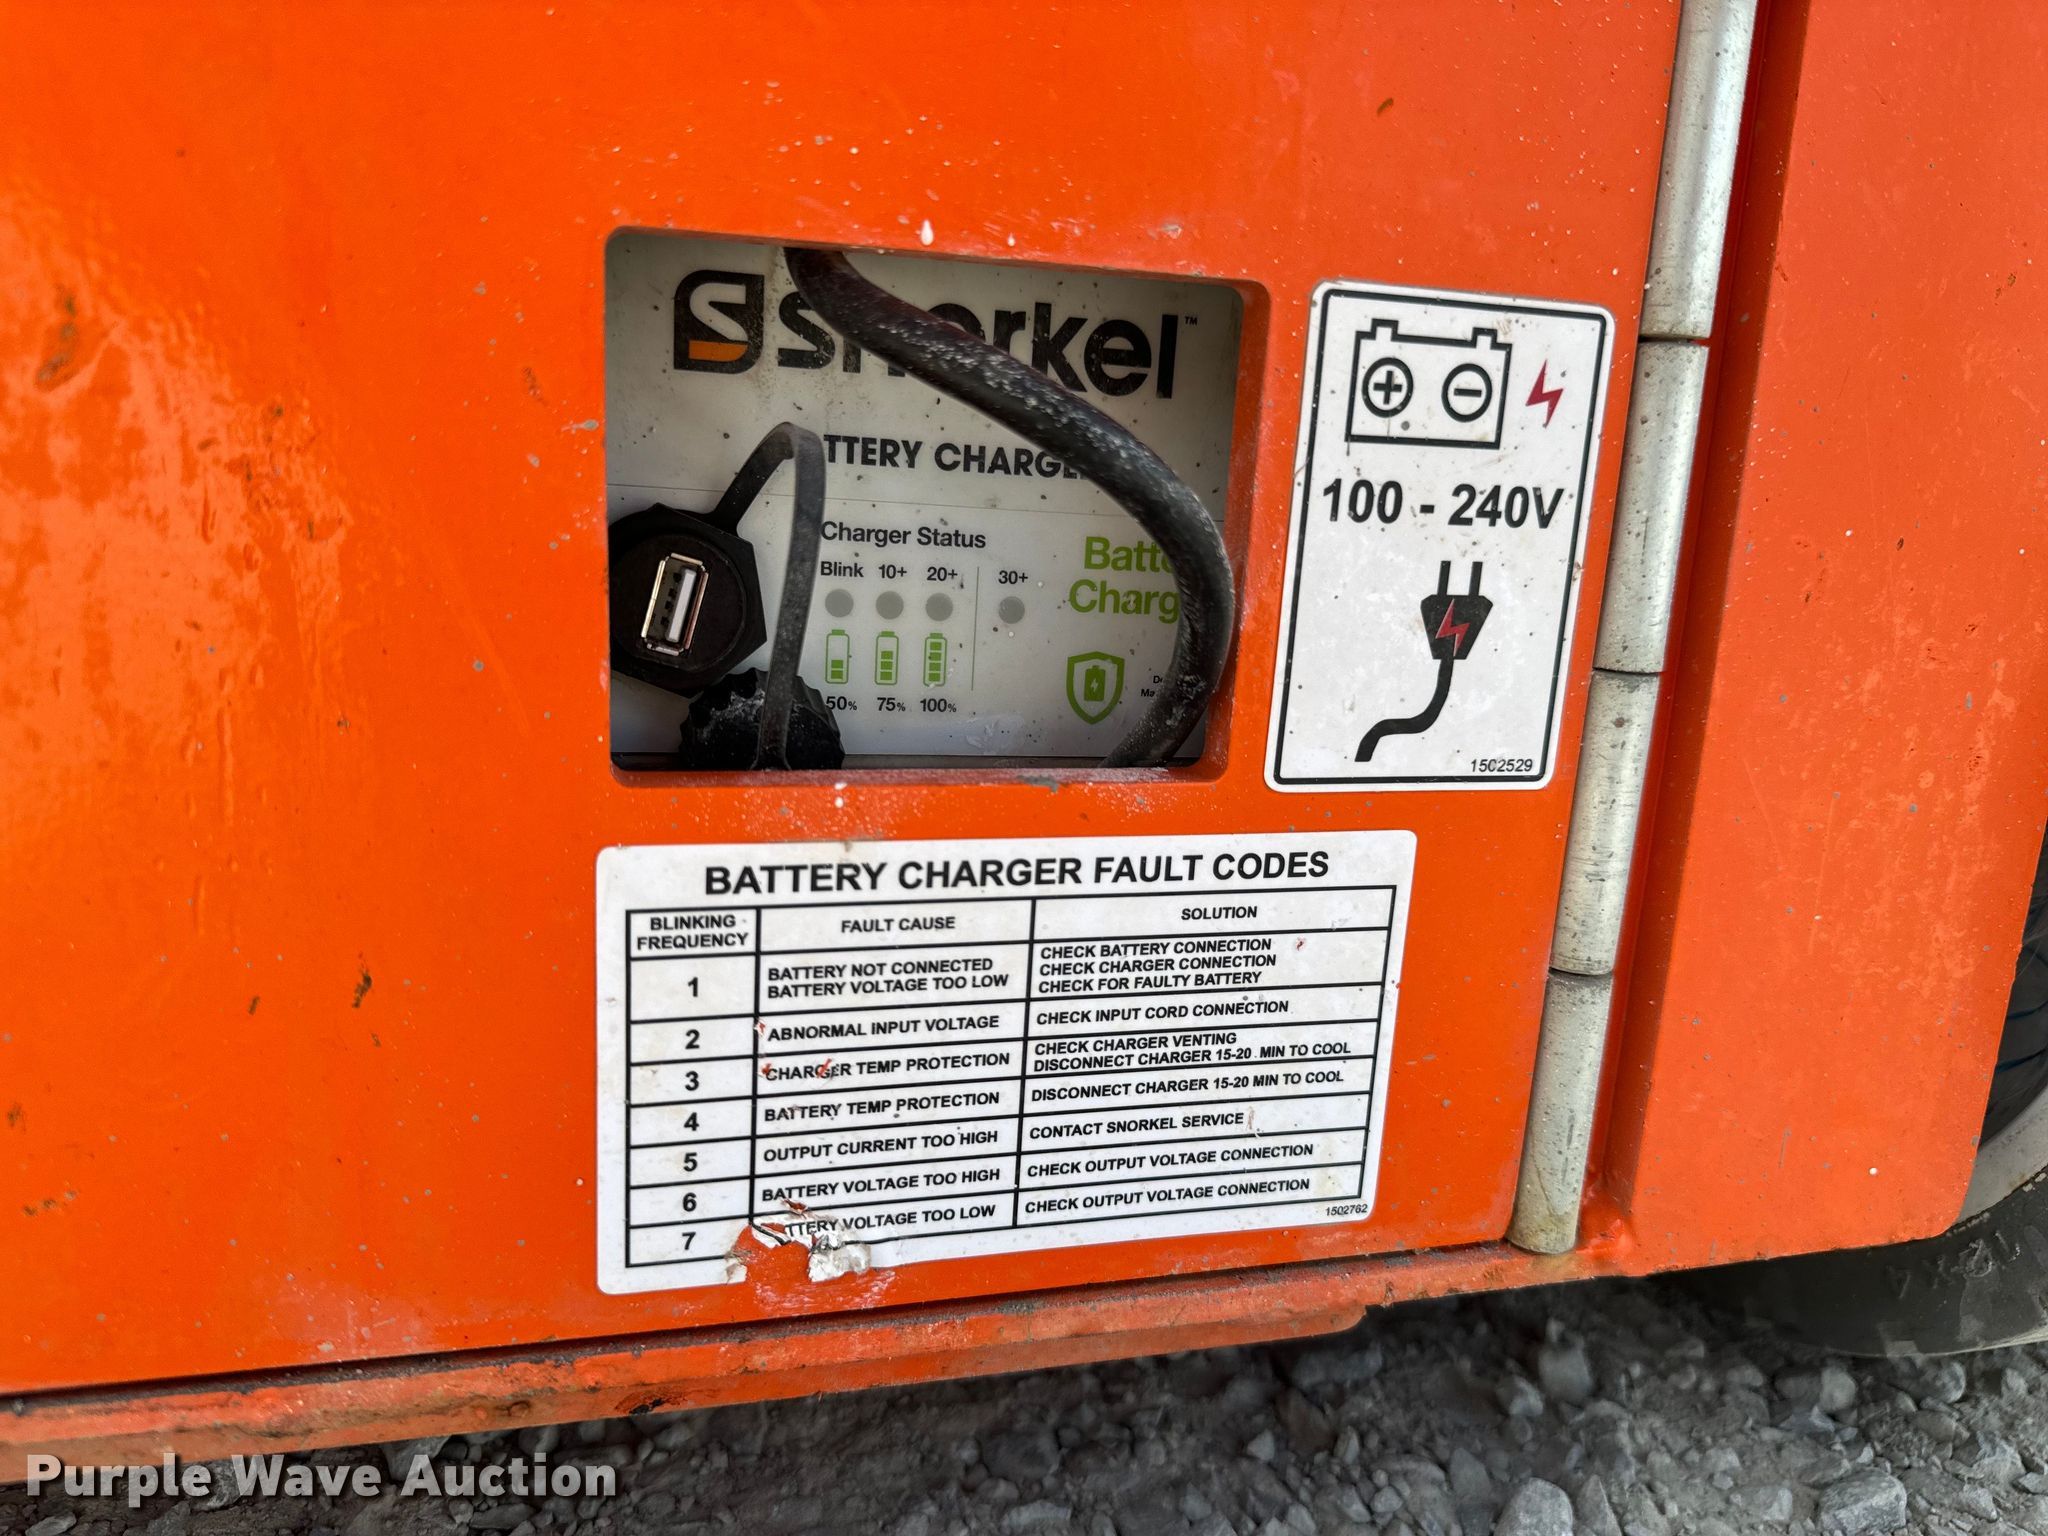 snorkel™
TTERY CHARGE
Charger Status
Blink 10+ 20+ 30+
50% 75% 100%
Batte
Charg
De
Ma
100 - 240V
1502529
BATTERY CHARGER FAULT CODES
BLINKING FREQUENCY FAULT CAUSE SOLUTION
1 BATTERY NOT CONNECTED BATTERY VOLTAGE TOO LOW CHECK BATTERY CONNECTION CHECK CHARGER CONNECTION CHECK FOR FAULTY BATTERY
2 ABNORMAL INPUT VOLTAGE CHECK INPUT CORD CONNECTION
3 CHARGER TEMP PROTECTION CHECK CHARGER VENTING DISCONNECT CHARGER 15-20 MIN TO COOL
4 BATTERY TEMP PROTECTION DISCONNECT CHARGER 15-20 MIN TO COOL
5 OUTPUT CURRENT TOO HIGH CONTACT SNORKEL SERVICE
6 BATTERY VOLTAGE TOO HIGH CHECK OUTPUT VOLTAGE CONNECTION
7 TTERY VOLTAGE TOO LOW CHECK OUTPUT VOLTAGE CONNECTION
1502762
Purple Wave Auction